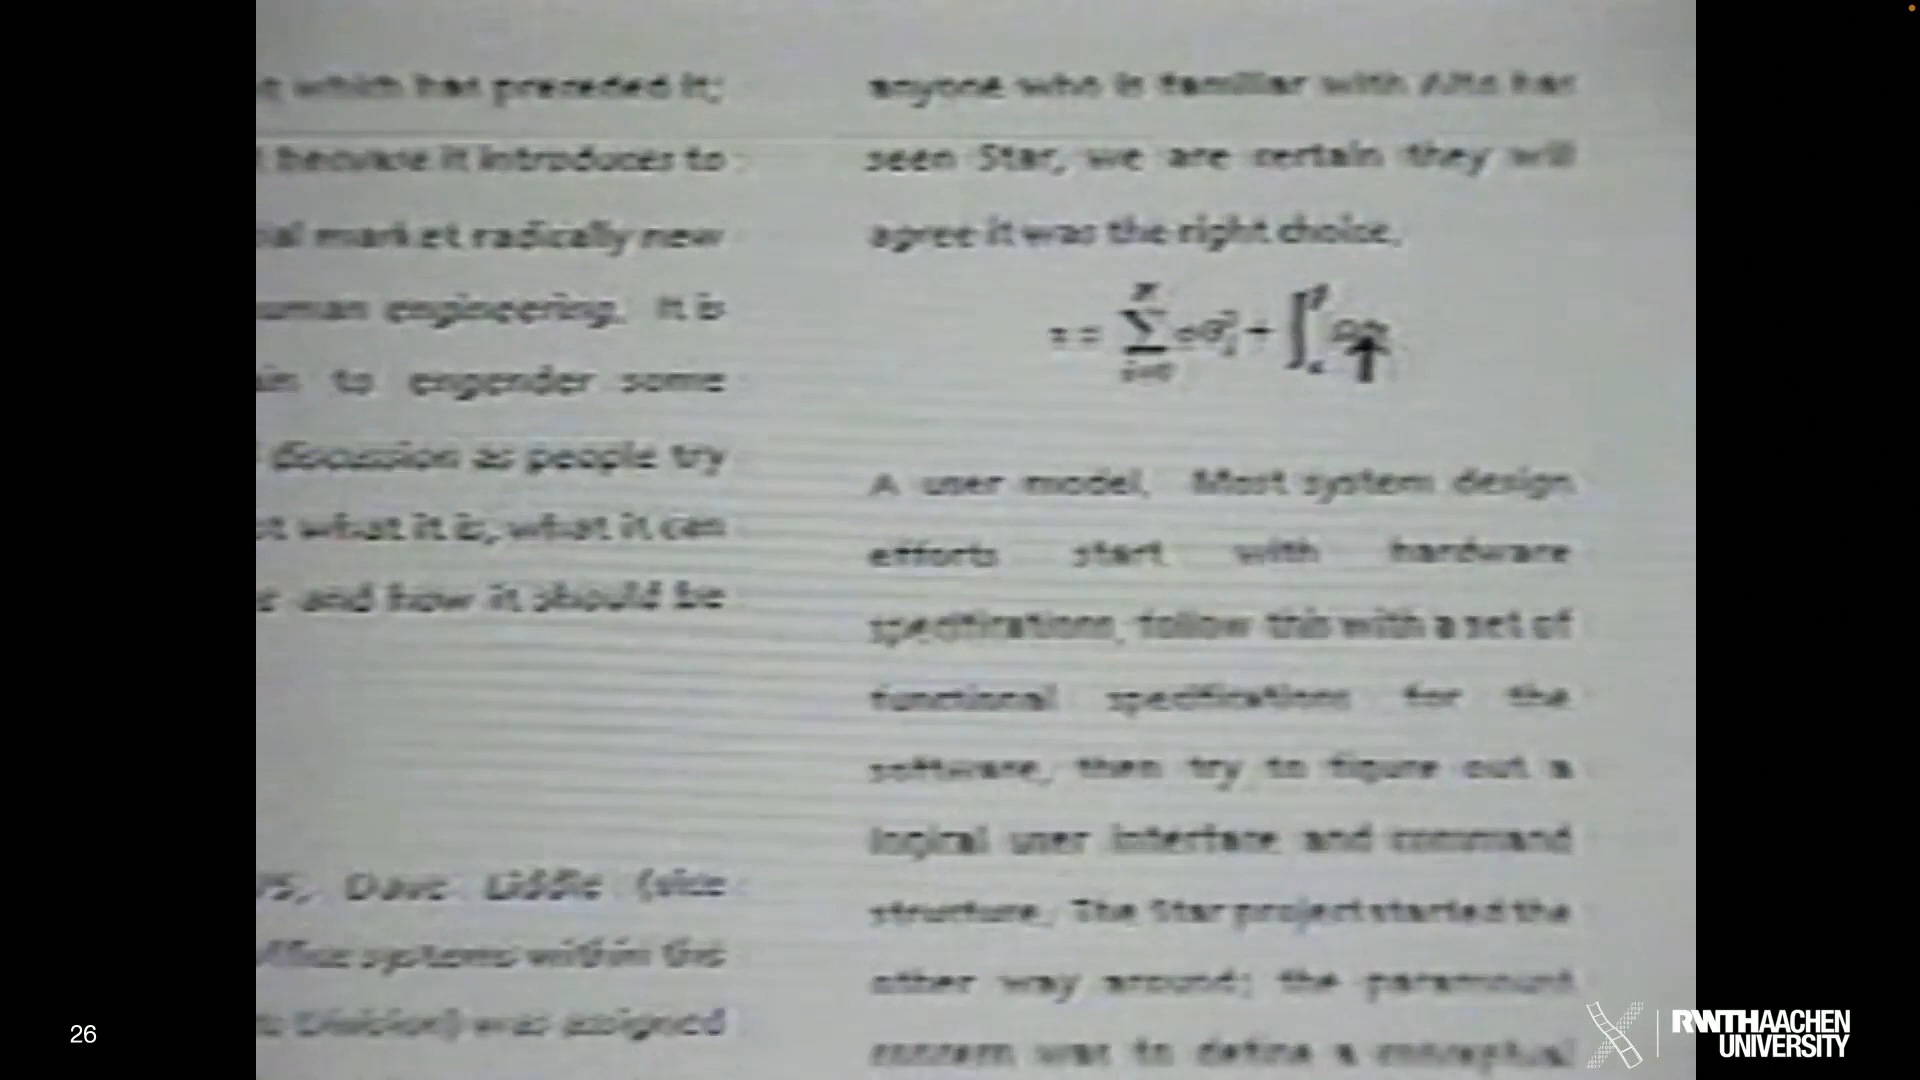 which has preceded it;
because it introduces to
market radically new
engineering. It is
to engender some
discussion as people try
what it is, what it can
and how it should be
75, Dave Liddle (vice
systems within the
Division) was assigned
anyone who is familiar with Alto has
seen Star, we are certain they will
agree it was the right choice.
A user model. Most system design
efforts start with hardware
specifications, follow this with a set of
functional specifications for the
software, then try to figure out a
logical user interface and command
structure. The Star project started the
other way around; the paramount
concern was to define a conceptual
26
RWTHAACHEN
UNIVERSITY